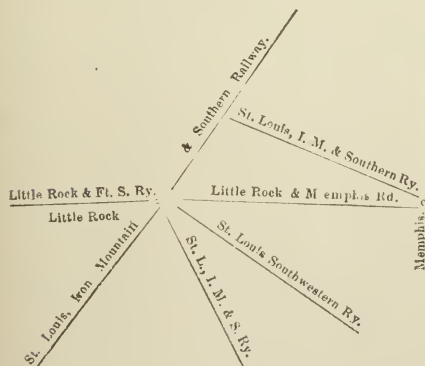 & Southern Railway.
St. Louis, I. M. & Southern Ry.
Little Rock & Ft. S. Ry.
Little Rock & Memphis Rd.
Little Rock
Memphis.
St. Louis Southwestern Ry.
St. Louis, Iron Mountain
St. L., I. M. & S. Ry.